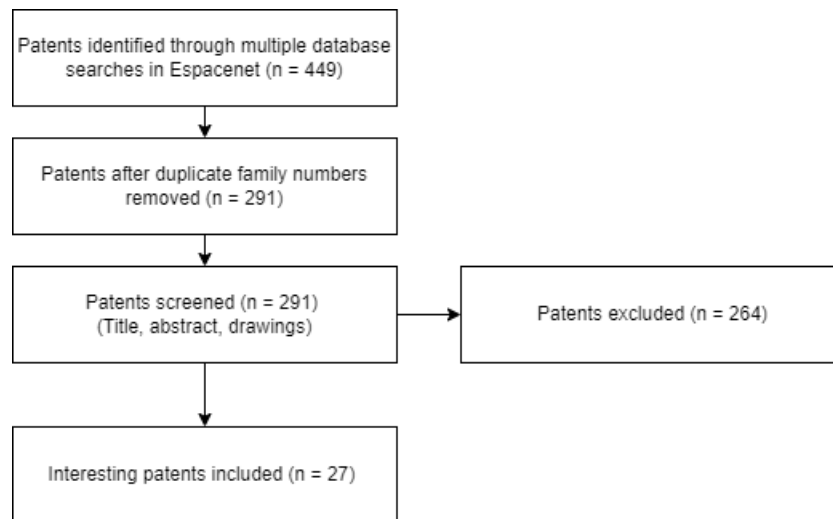 Patents identified through multiple database
searches in Espacenet (n = 449)
Patents after duplicate family numbers
removed (n = 291)
Patents screened (n = 291)
(Title, abstract, drawings)
Patents excluded (n = 264)
Interesting patents included (n = 27)